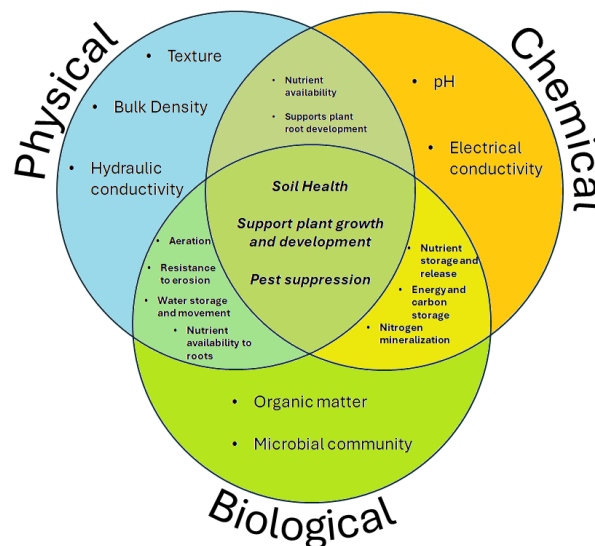 Physical
Chemical
• Texture
• Bulk Density
• Hydraulic
conductivity
• Nutrient
availability
• Supports plant
root development
• pH
• Electrical
conductivity
Soil Health
Support plant growth
and development
Pest suppression
• Aeration
• Resistance
to erosion
• Water storage
and movement
• Nutrient
availability to
roots
• Nutrient
storage and
release
• Energy and
carbon
storage
• Nitrogen
mineralization
• Organic matter
• Microbial community
Biological